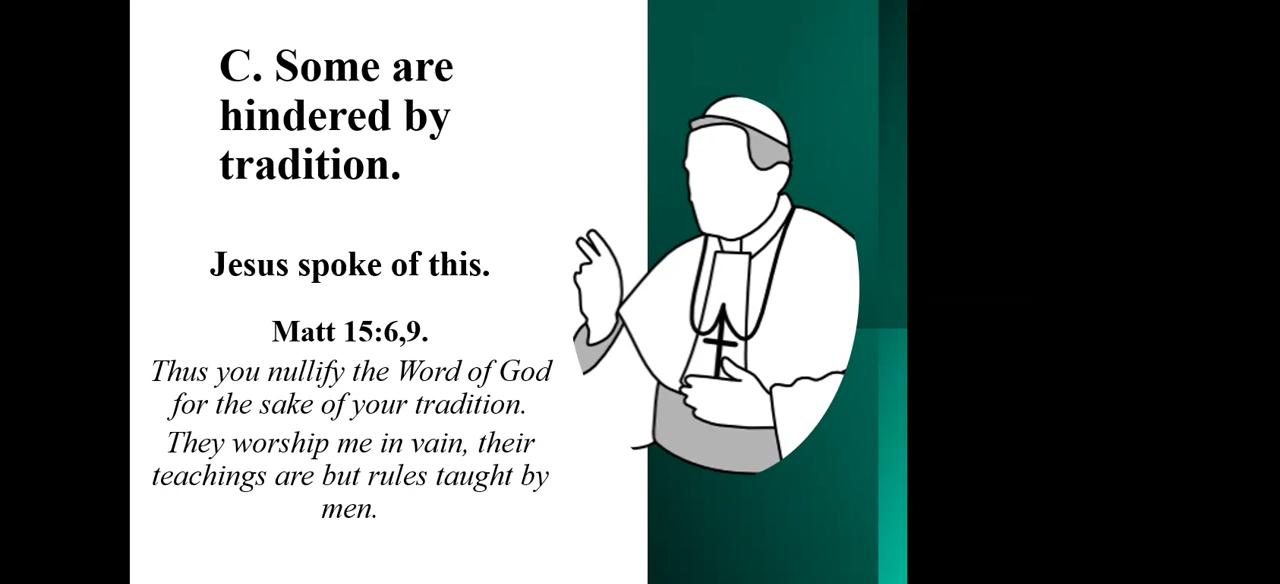 C. Some are
hindered by
tradition.
Jesus spoke of this.
Matt 15:6,9.
Thus you nullify the Word of God
for the sake of your tradition.
They worship me in vain, their
teachings are but rules taught by
men.